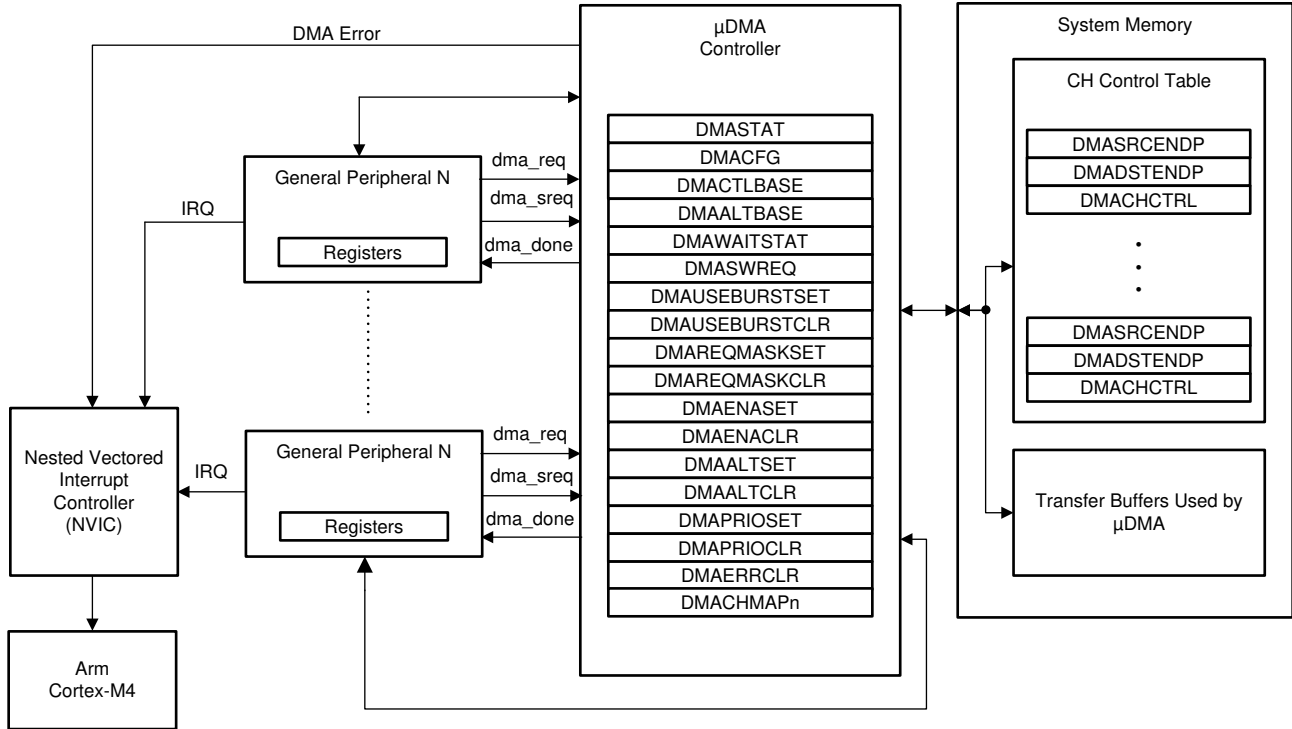 DMA Error
µDMA
Controller
System Memory
CH Control Table
DMASTAT
DMACFG
DMACTLBASE
DMAALTBASE
DMAWAITSTAT
DMASWREQ
DMAUSEBURSTSET
DMAUSEBURSTCLR
DMAREQMASKSET
DMAREQMASKCLR
DMAENASET
DMAENACLR
DMAALTSET
DMAALTCLR
DMAPRIOSET
DMAPRIOCLR
DMAERRCLR
DMACHMAPn
DMASRCENDP
DMADSTENDP
DMACHCTRL
DMASRCENDP
DMADSTENDP
DMACHCTRL
Transfer Buffers Used by
µDMA
General Peripheral N
Registers
dma_req
dma_sreq
dma_done
IRQ
General Peripheral N
Registers
dma_req
dma_sreq
dma_done
IRQ
Nested Vectored
Interrupt
Controller
(NVIC)
Arm
Cortex-M4